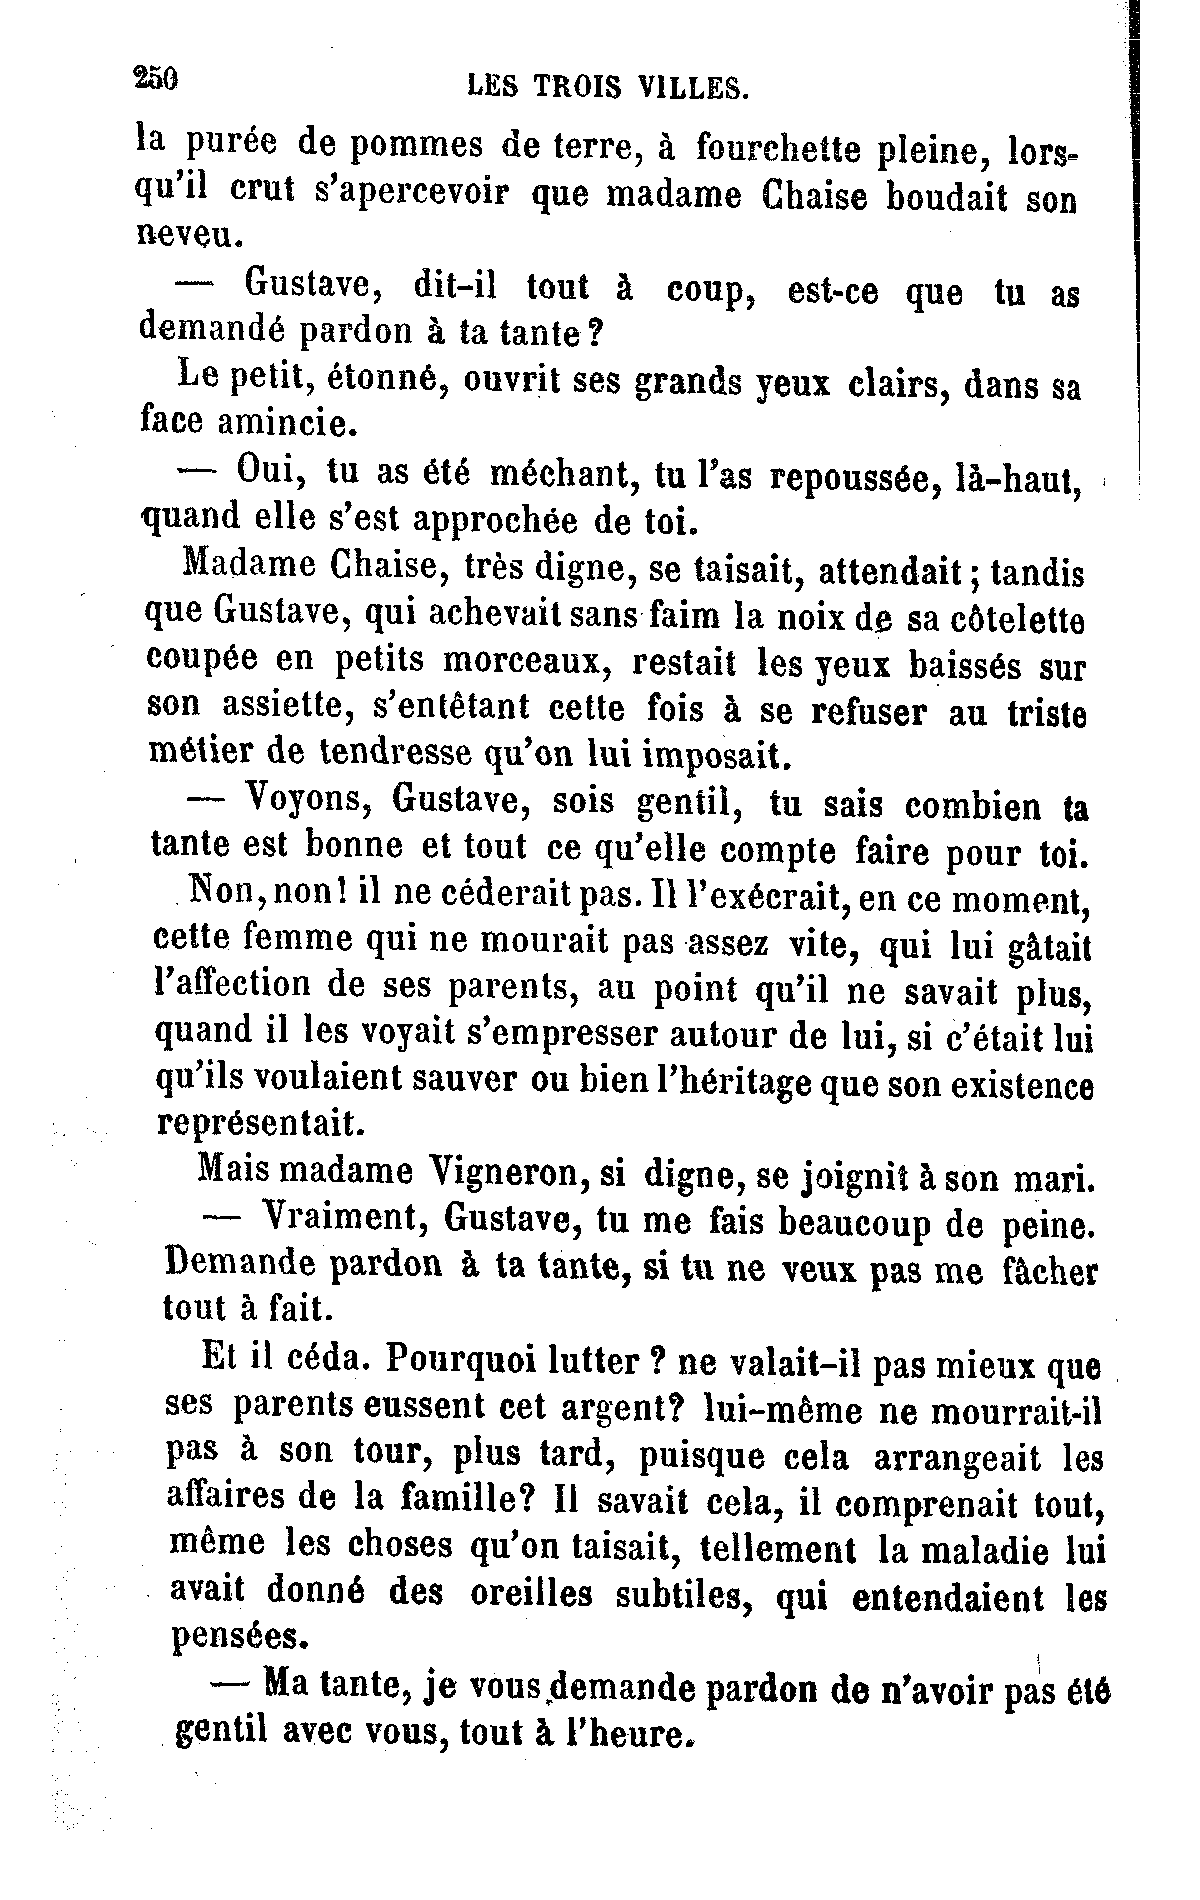 250
LES TROIS VILLES.
la purée de pommes de terre, à fourchette pleine, lors-
qu'il crut s'apercevoir que madame Chaise boudait son
neveu.
— Gustave, dit-il tout à coup, est-ce que tu as
demandé pardon à ta tante ?
Le petit, étonné, ouvrit ses grands yeux clairs, dans sa
face amincie.
— Oui, tu as été méchant, tu l'as repoussée, là-haut,
quand elle s'est approchée de toi.
Madame Chaise, très digne, se taisait, attendait ; tandis
que Gustave, qui achevait sans faim la noix de sa côtelette
coupée en petits morceaux, restait les yeux baissés sur
son assiette, s'entêtant cette fois à se refuser au triste
métier de tendresse qu'on lui imposait.
— Voyons, Gustave, sois gentil, tu sais combien ta
tante est bonne et tout ce qu'elle compte faire pour toi.
Non, non! il ne céderait pas. Il l'exécrait, en ce moment,
cette femme qui ne mourait pas assez vite, qui lui gâtait
l'affection de ses parents, au point qu'il ne savait plus,
quand il les voyait s'empresser autour de lui, si c'était lui
qu'ils voulaient sauver ou bien l'héritage que son existence
représentait.
Mais madame Vigneron, si digne, se joignit à son mari.
— Vraiment, Gustave, tu me fais beaucoup de peine.
Demande pardon à ta tante, si tu ne veux pas me fâcher
tout à fait.
Et il céda. Pourquoi lutter ? ne valait-il pas mieux que
ses parents eussent cet argent? lui-même ne mourrait-il
pas à son tour, plus tard, puisque cela arrangeait les
affaires de la famille? Il savait cela, il comprenait tout,
même les choses qu'on taisait, tellement la maladie lui
avait donné des oreilles subtiles, qui entendaient les
pensées.
— Ma tante, je vous demande pardon de n'avoir pas été
gentil avec vous, tout à l'heure.